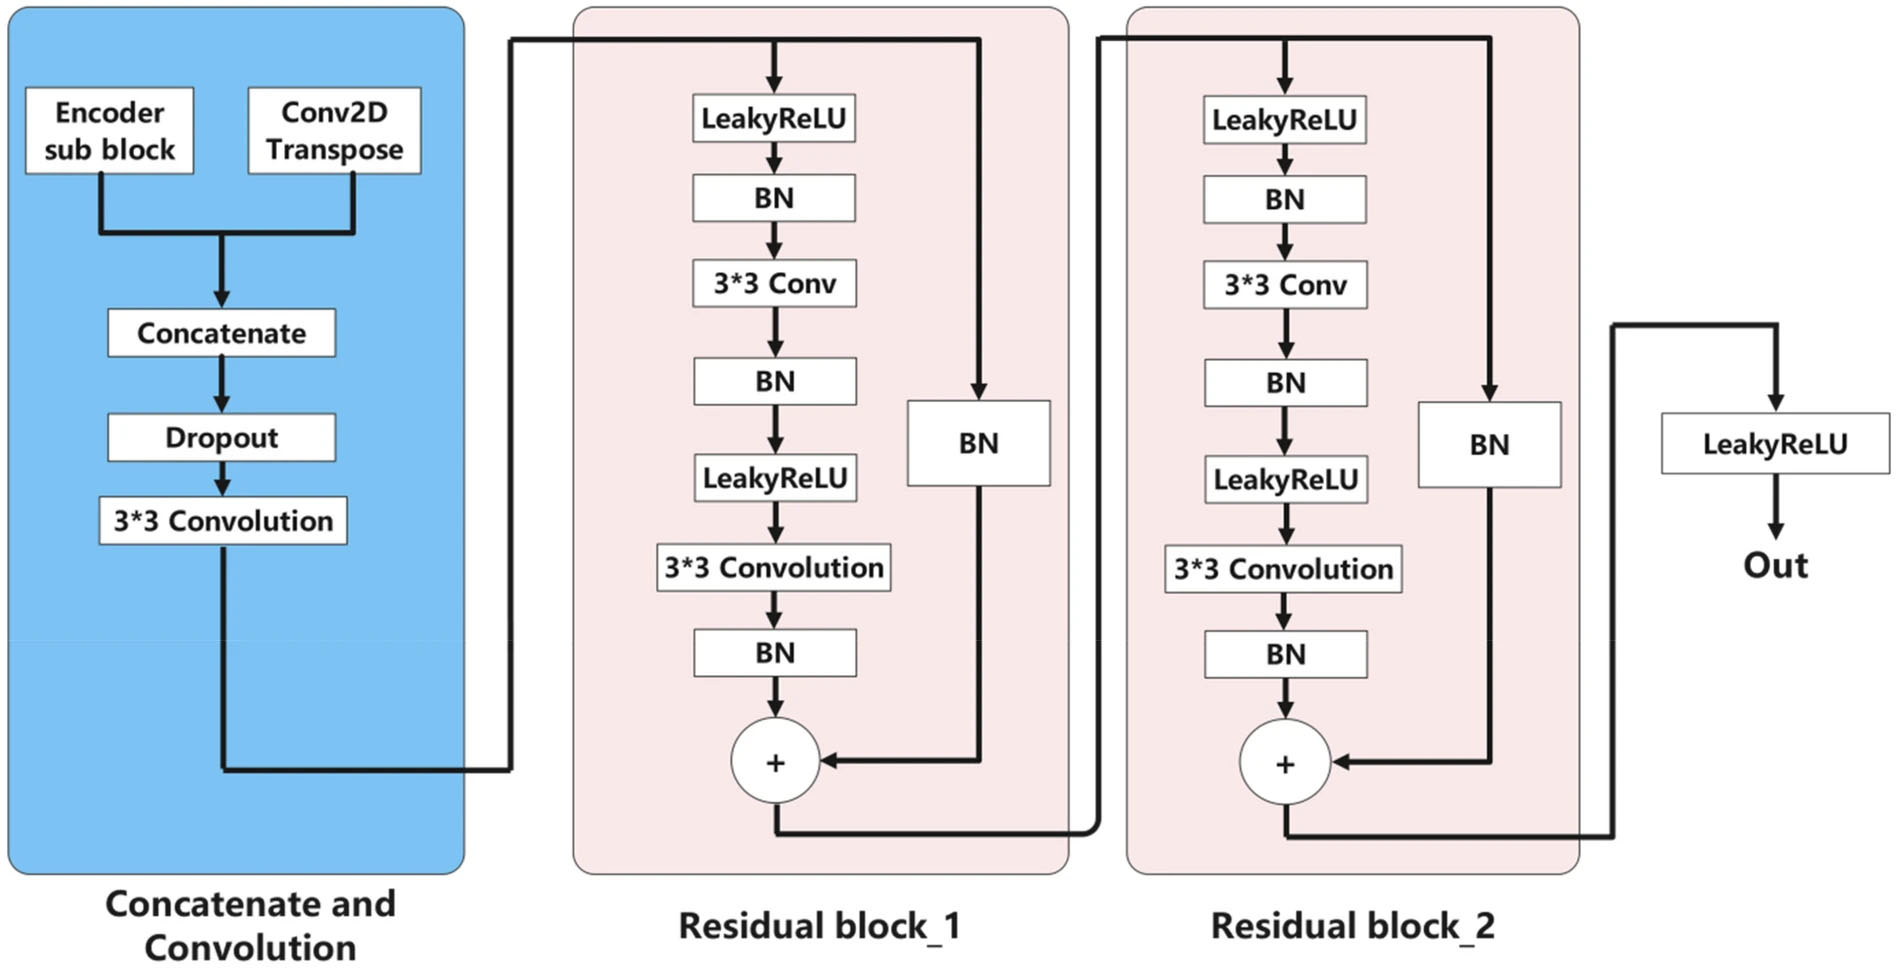 Encoder
sub block
Conv2D
Transpose
Concatenate
Dropout
3*3 Convolution
Concatenate and
Convolution
LeakyReLU
BN
3*3 Conv
BN
LeakyReLU
3*3 Convolution
BN
+
BN
Residual block_1
LeakyReLU
BN
3*3 Conv
BN
LeakyReLU
3*3 Convolution
BN
+
BN
Residual block_2
LeakyReLU
Out